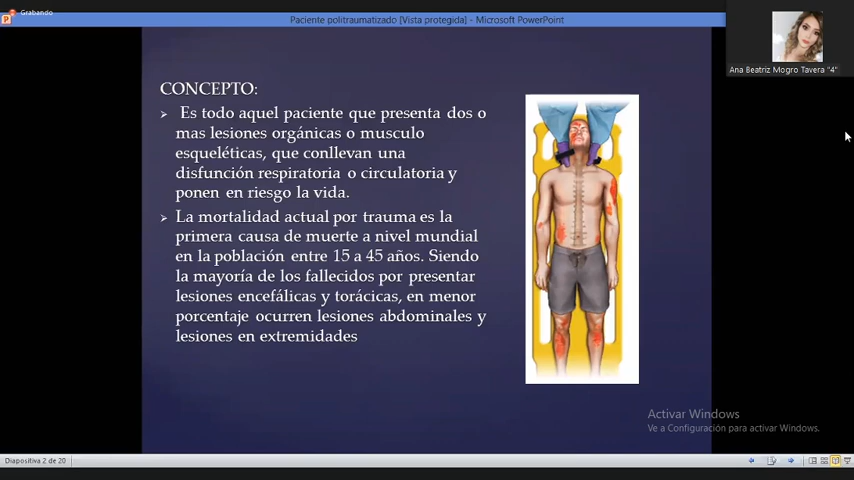 Grabando
Paciente politraumatizado [Vista protegida] - Microsoft PowerPoint
Ana Beatriz Mogro Tavera "4"
CONCEPTO:
Es todo aquel paciente que presenta dos o
mas lesiones orgánicas o musculo
esqueléticas, que conllevan una
disfunción respiratoria o circulatoria y
ponen en riesgo la vida.
La mortalidad actual por trauma es la
primera causa de muerte a nivel mundial
en la población entre 15 a 45 años. Siendo
la mayoría de los fallecidos por presentar
lesiones encefálicas y torácicas, en menor
porcentaje ocurren lesiones abdominales y
lesiones en extremidades
Activar Windows
Ve a Configuración para activar Windows.
Diapositiva 2 de 20